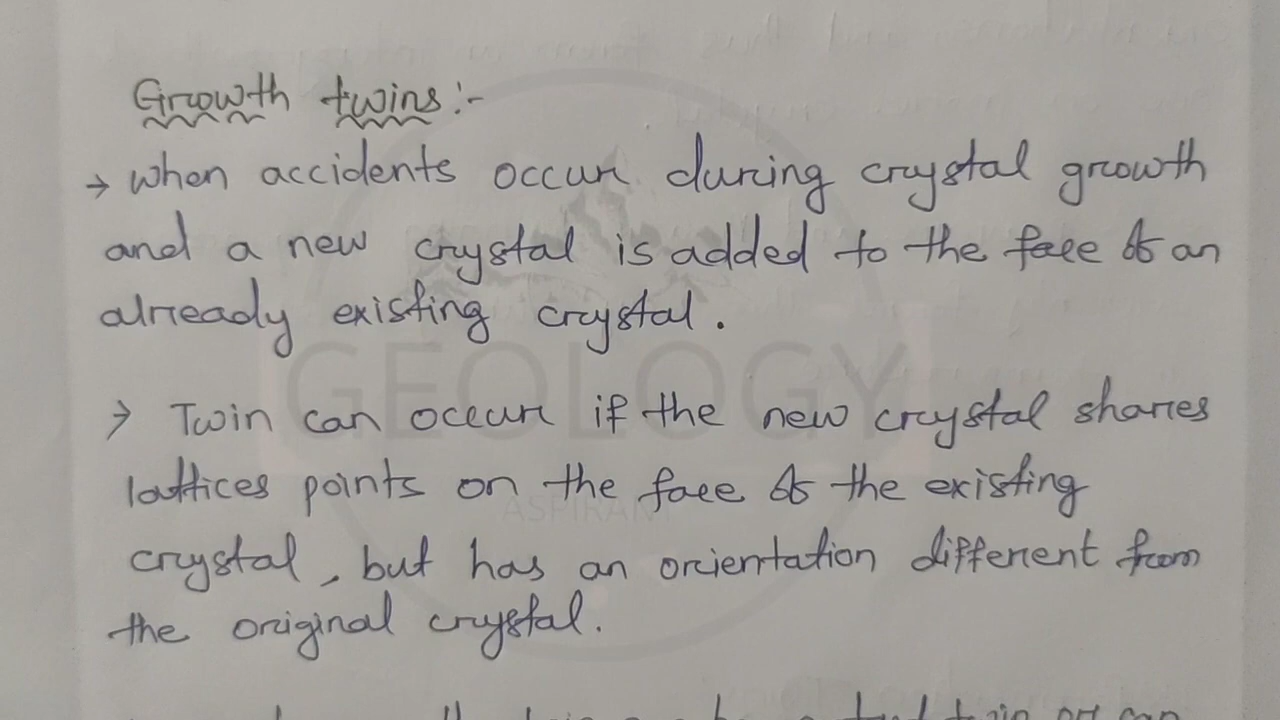 Growth twins :-
→ when accidents occur during crystal growth
and a new crystal is added to the face of an
already existing crystal.
GEOLOGY
→ Twin can occur if the new crystal shares
lattices points on the face of the existing
ASPIRANT
crystal, but has an orientation different from
the original crystal.